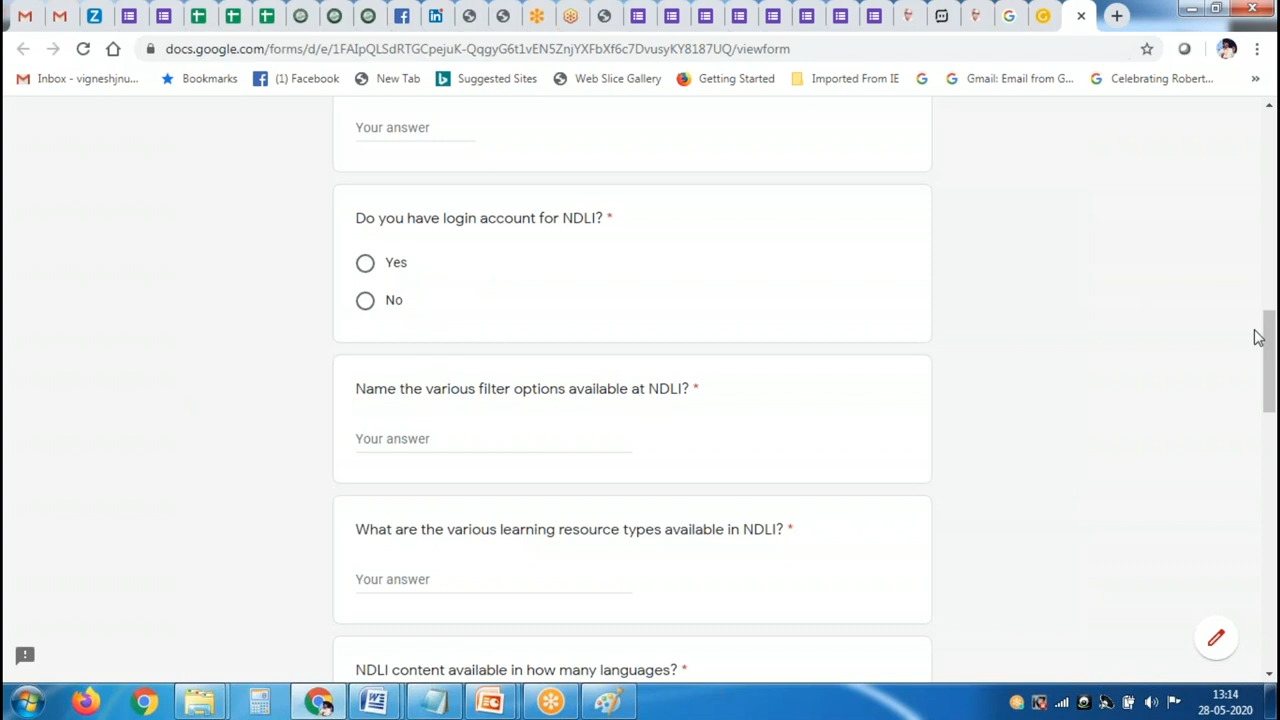 docs.google.com/forms/d/e/1FAIpQLSdRTGCpejuK-QqgyG6t1vEN5ZnjYXFbXf6c7DvusyKY8187UQ/viewform
Inbox - vigneshjnu...
Bookmarks
(1) Facebook
New Tab
Suggested Sites
Web Slice Gallery
Getting Started
Imported From IE
Gmail: Email from G...
Celebrating Robert...
»
Your answer
Do you have login account for NDLI? *
Yes
No
Name the various filter options available at NDLI? *
Your answer
What are the various learning resource types available in NDLI? *
Your answer
NDLI content available in how many languages? *
13:14
28-05-2020